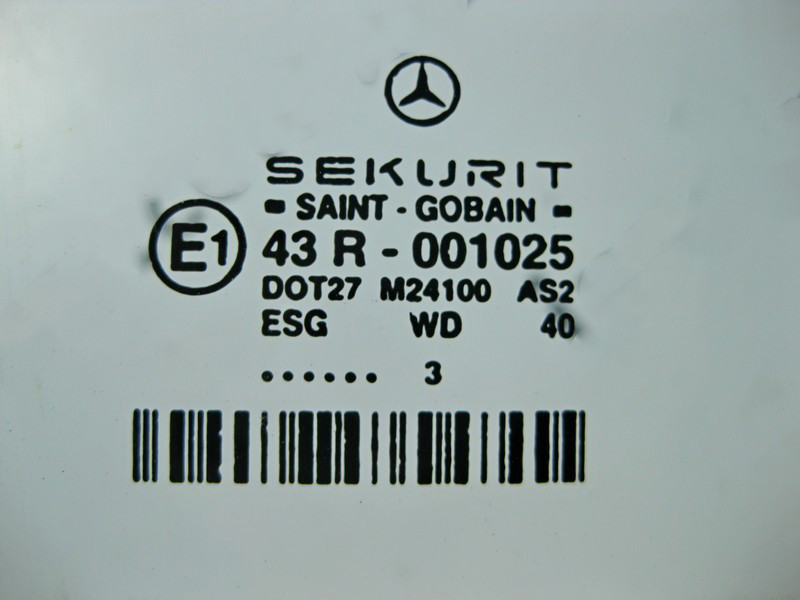 SEKURIT
- SAINT - GOBAIN -
E1 43 R - 001025
DOT27 M24100 AS2
ESG WD 40
...... 3